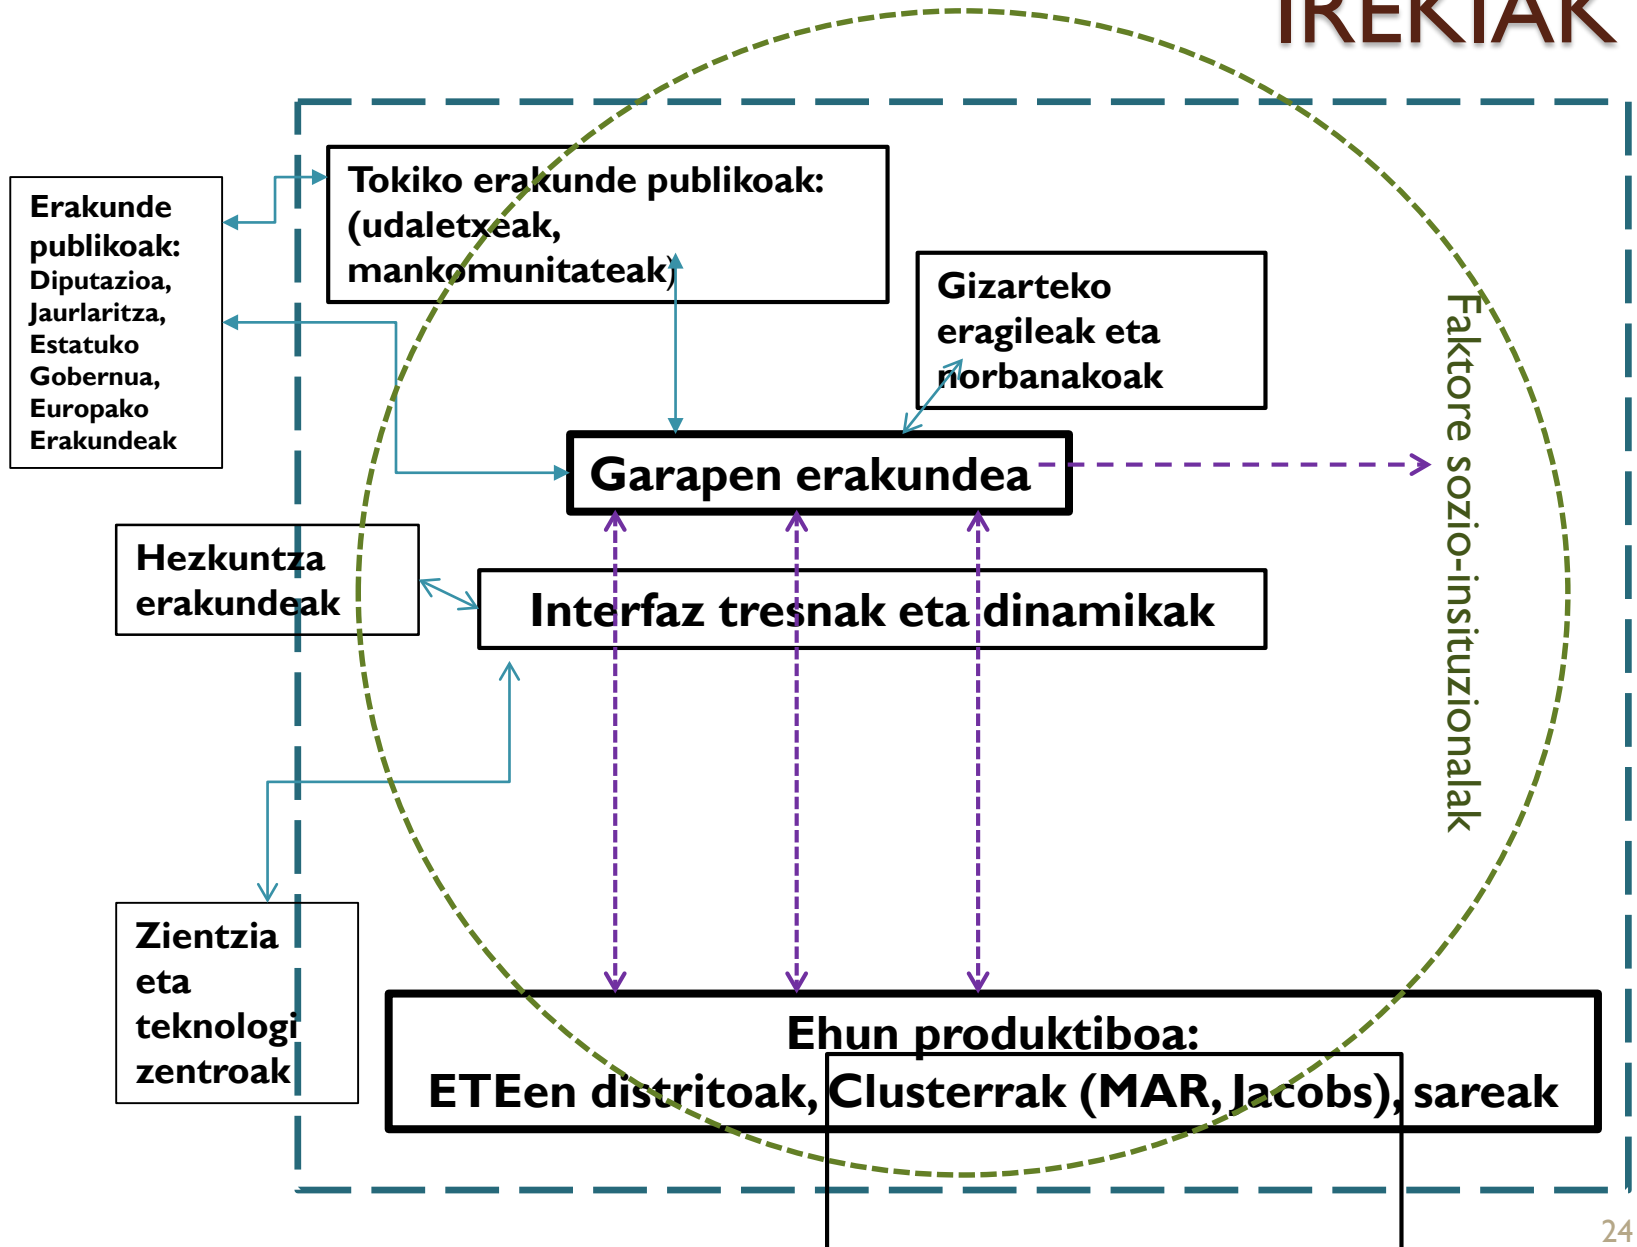 IREKIAK
Tokiko erakunde publikoak:
(udaletxeak,
mankomunitateak)
Erakunde
publikoak:
Diputazioa,
Jaurlaritza,
Estatuko
Gobernua,
Europako
Erakundeak
Gizarteko
eragileak eta
norbanakoak
Faktore sozio-insituzionalak
Garapen erakundea
Hezkuntza
erakundeak
Interfaz tresnak eta dinamikak
Zientzia
eta
teknologi
zentroak
Ehun produktiboa:
ETEen distritoak, Clusterrak (MAR, Jacobs), sareak
24